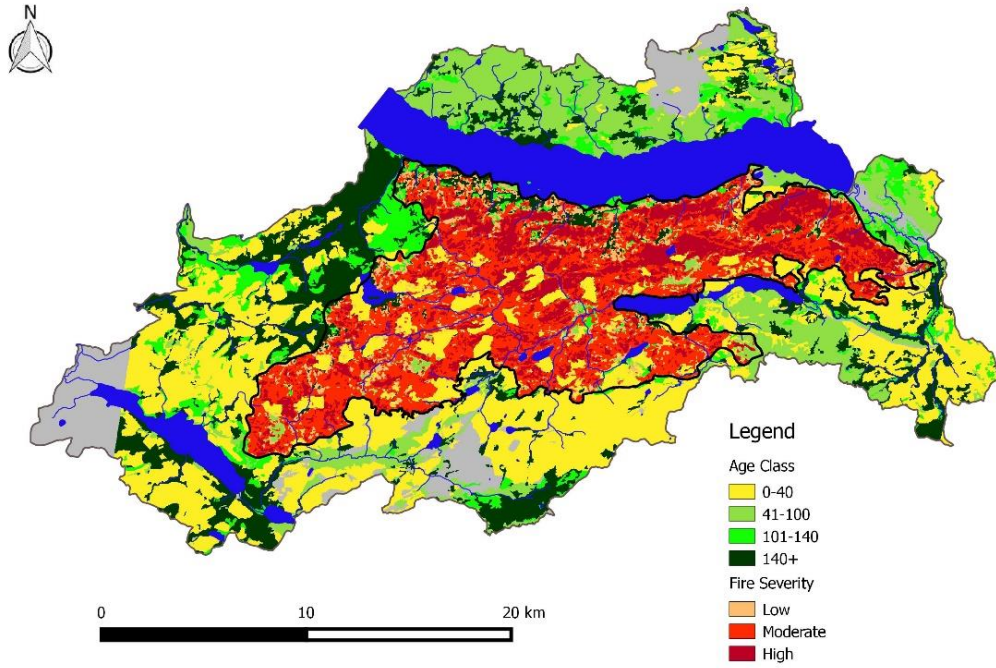 N
Legend
Age Class
0-40
41-100
101-140
140+
Fire Severity
Low
Moderate
High
0 10 20 km